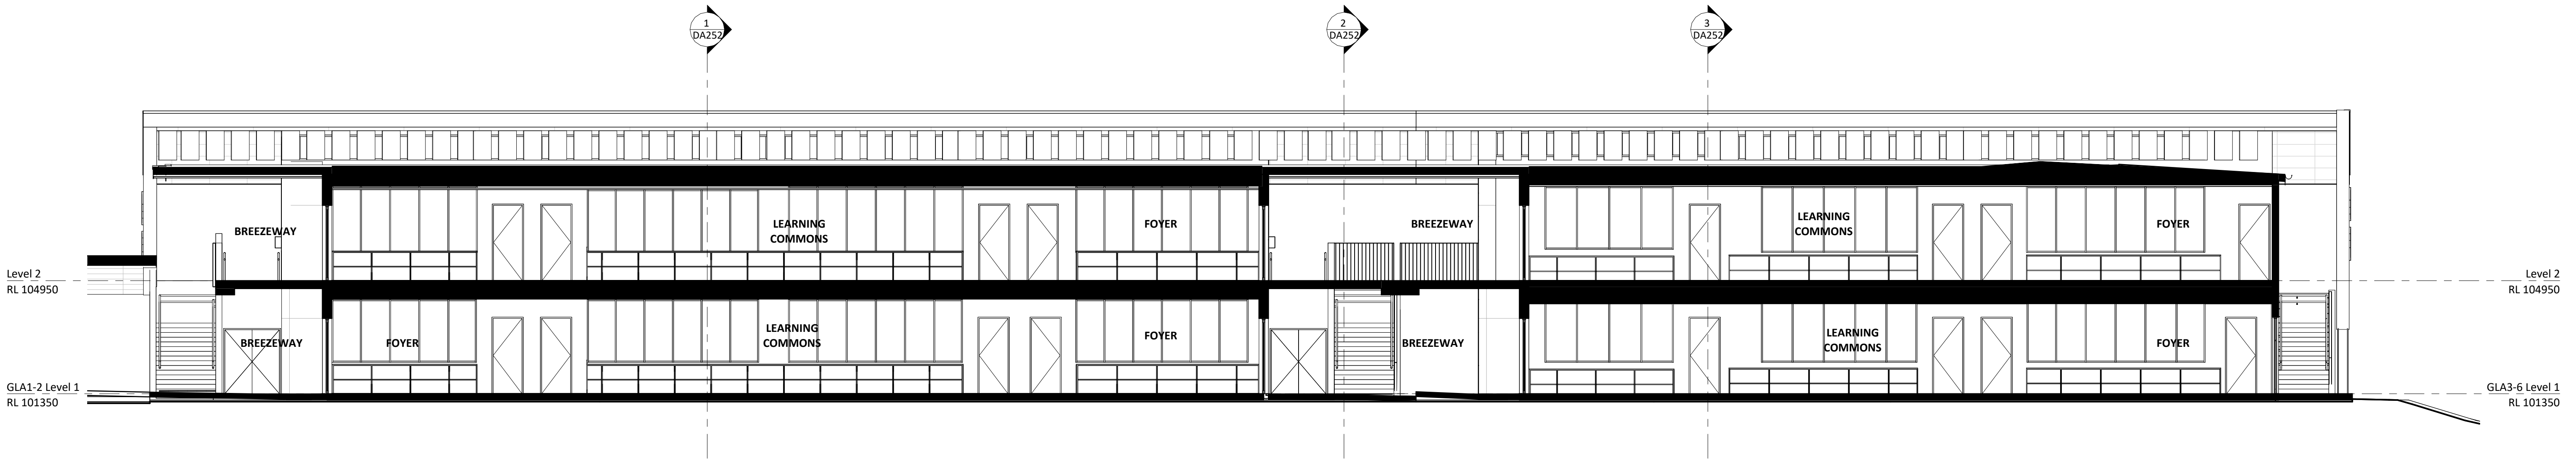 1
DA252
2
DA252
3
DA252
BREEZEWAY
LEARNING
COMMONS
FOYER
BREEZEWAY
LEARNING
COMMONS
FOYER
Level 2
RL 104950
Level 2
RL 104950
BREEZEWAY
FOYER
LEARNING
COMMONS
FOYER
BREEZEWAY
LEARNING
COMMONS
FOYER
GLA1-2 Level 1
RL 101350
GLA3-6 Level 1
RL 101350